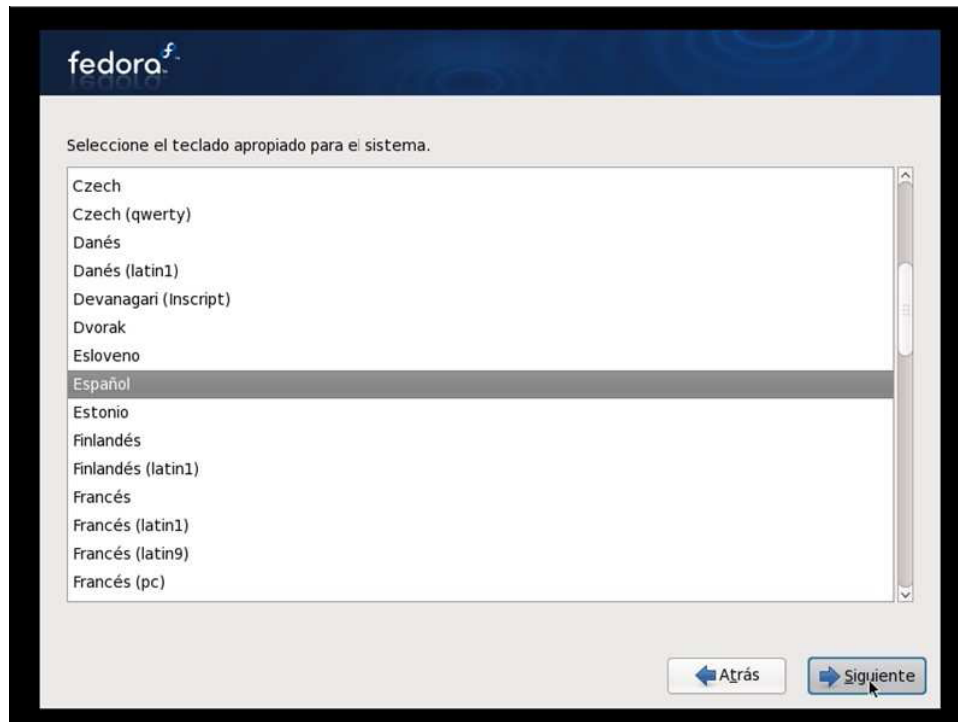 fedora
Seleccione el teclado apropiado para el sistema.
Czech
Czech (qwerty)
Danés
Danés (latin1)
Devanagari (Inscript)
Dvorak
Esloveno
Español
Estonio
Finlandés
Finlandés (latin1)
Francés
Francés (latin1)
Francés (latin9)
Francés (pc)
Atrás
Siguiente